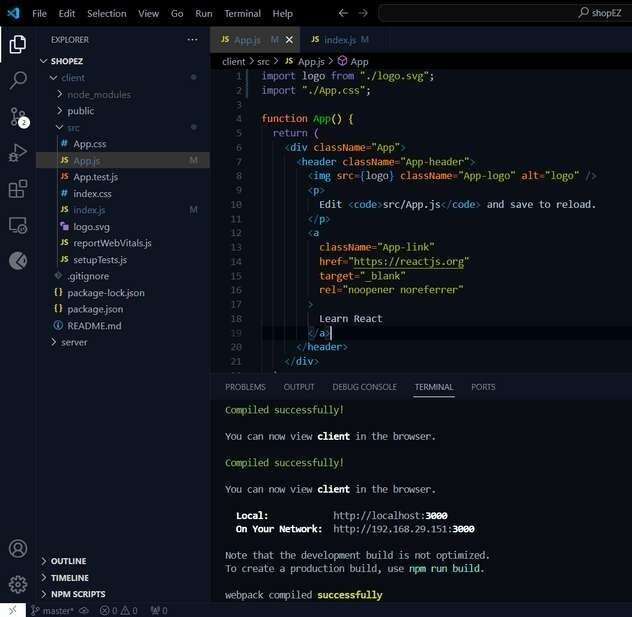 File Edit Selection View Go Run Terminal Help shopEZ
EXPLORER
SHOPEZ
client
node_modules
public
src
# App.css
JS App.js M
JS App.test.js
# index.css
JS index.js M
logo.svg
JS reportWebVitals.js
JS setupTests.js
.gitignore
{} package-lock.json
{} package.json
README.md
server
OUTLINE
TIMELINE
NPM SCRIPTS
2
JS App.js M JS index.js M
client > src > JS App.js > App
1 import logo from "./logo.svg";
2 import "./App.css";
3
4 function App() {
5 return (
6 <div className="App">
7 <header className="App-header">
8 <img src={logo} className="App-logo" alt="logo" />
9 <p>
10 Edit <code>src/App.js</code> and save to reload.
11 </p>
12 <a
13 className="App-link"
14 href="https://reactjs.org"
15 target="_blank"
16 rel="noopener noreferrer"
17 >
18 Learn React
19 </a>
20 </header>
21 </div>
PROBLEMS OUTPUT DEBUG CONSOLE TERMINAL PORTS
Compiled successfully!
You can now view client in the browser.
Compiled successfully!
You can now view client in the browser.
Local: http://localhost:3000
On Your Network: http://192.168.29.151:3000
Note that the development build is not optimized.
To create a production build, use npm run build.
webpack compiled successfully
master* 0 0 0